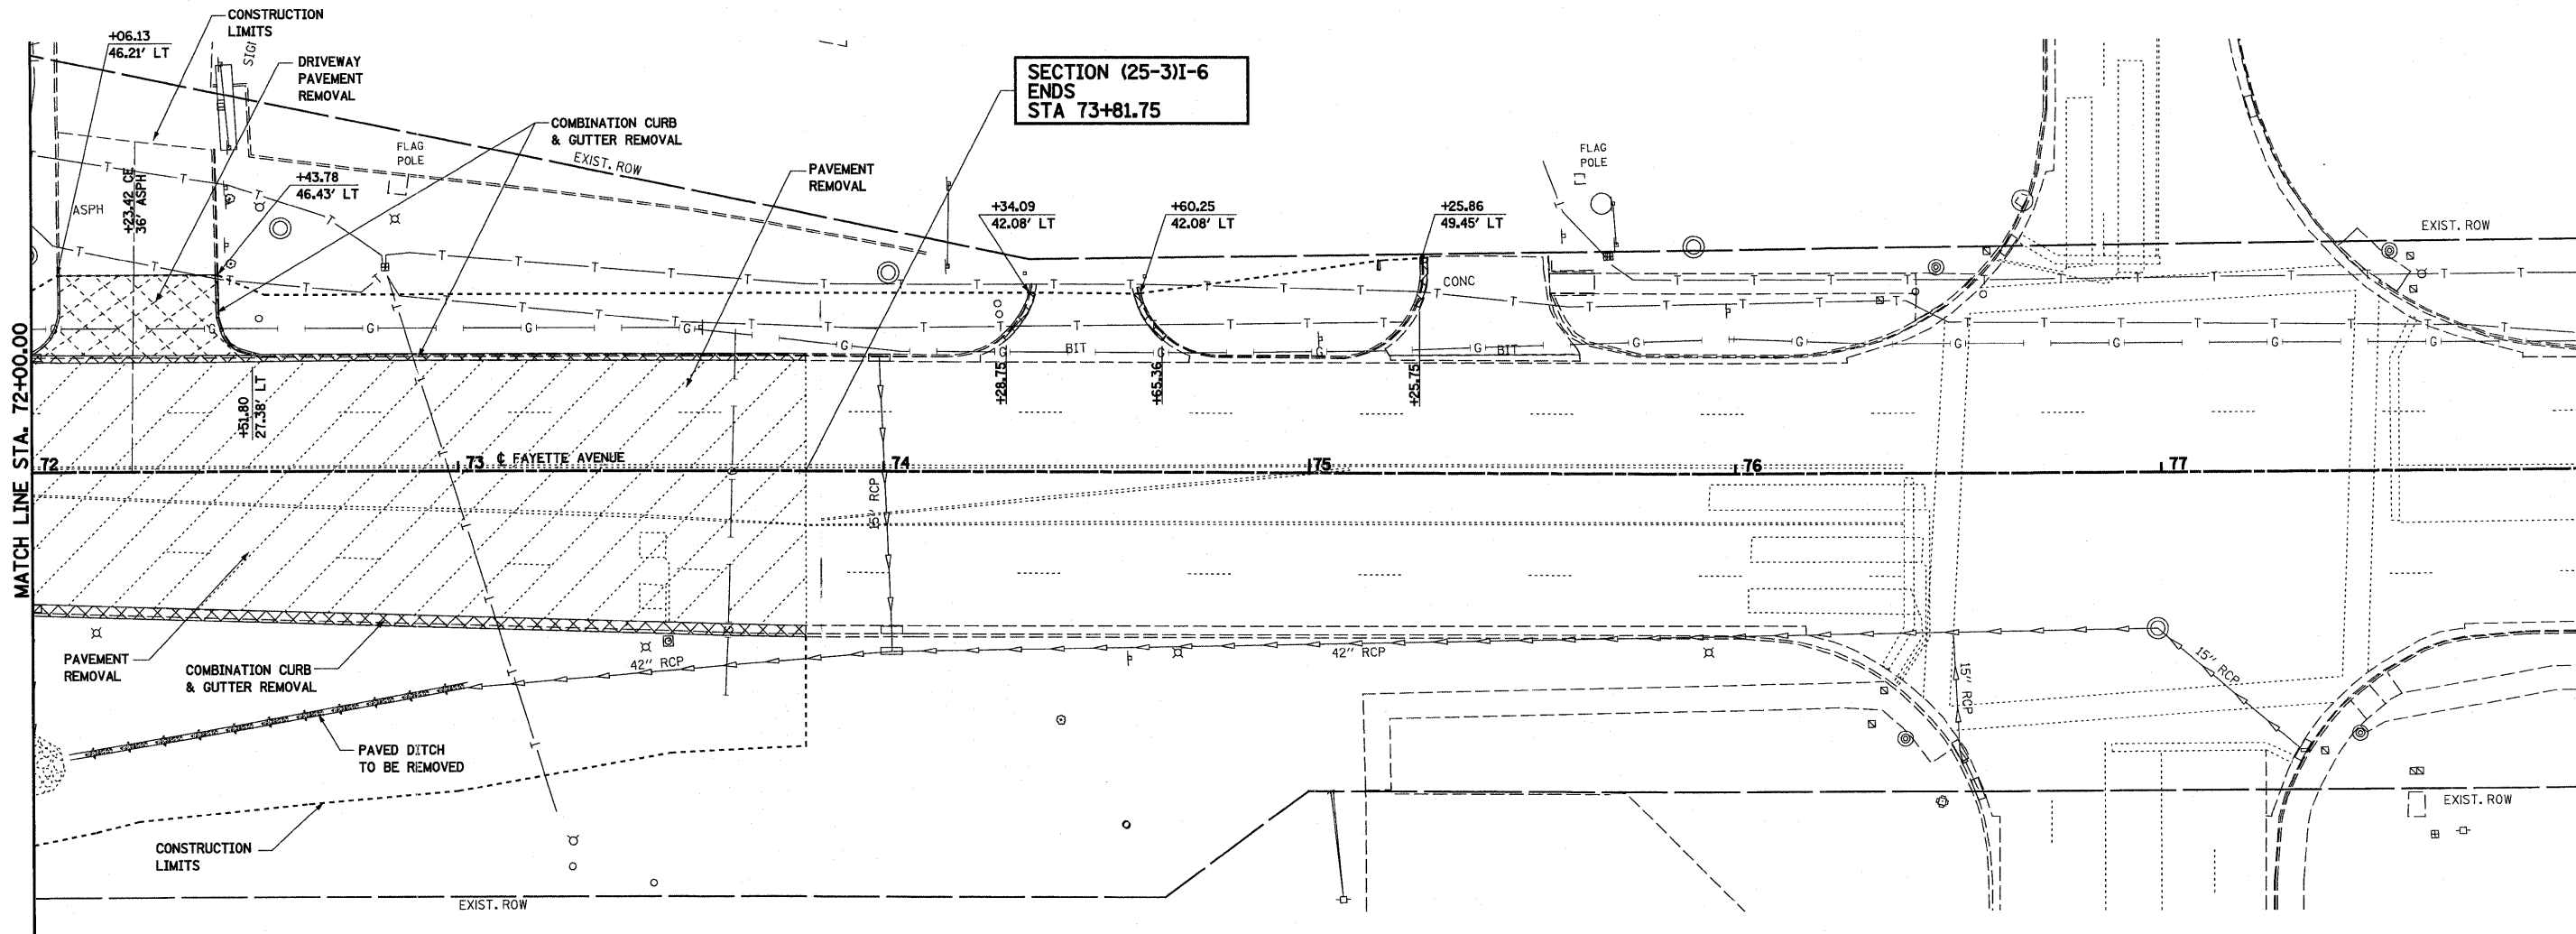 CONSTRUCTION
LIMITS
+06.13
46.21' LT
SIGN
DRIVEWAY
PAVEMENT
REMOVAL
SECTION (25-3)I-6
ENDS
STA 73+81.75
COMBINATION CURB
& GUTTER REMOVAL
EXIST. ROW
FLAG
POLE
PAVEMENT
REMOVAL
FLAG
POLE
+43.78
46.43' LT
ASPH
+23.42 CE
36' ASPH
+34.09
42.08' LT
+60.25
42.08' LT
+25.86
49.45' LT
EXIST. ROW
CONC
BIT
BIT
+28.75
+65.36
+25.75
+51.80
27.38' LT
MATCH LINE STA. 72+00.00
72
73
℄ FAYETTE AVENUE
74
75
76
77
15" RCP
42" RCP
42" RCP
15" RCP
15" RCP
PAVEMENT
REMOVAL
COMBINATION CURB
& GUTTER REMOVAL
PAVED DITCH
TO BE REMOVED
CONSTRUCTION
LIMITS
EXIST. ROW
EXIST. ROW